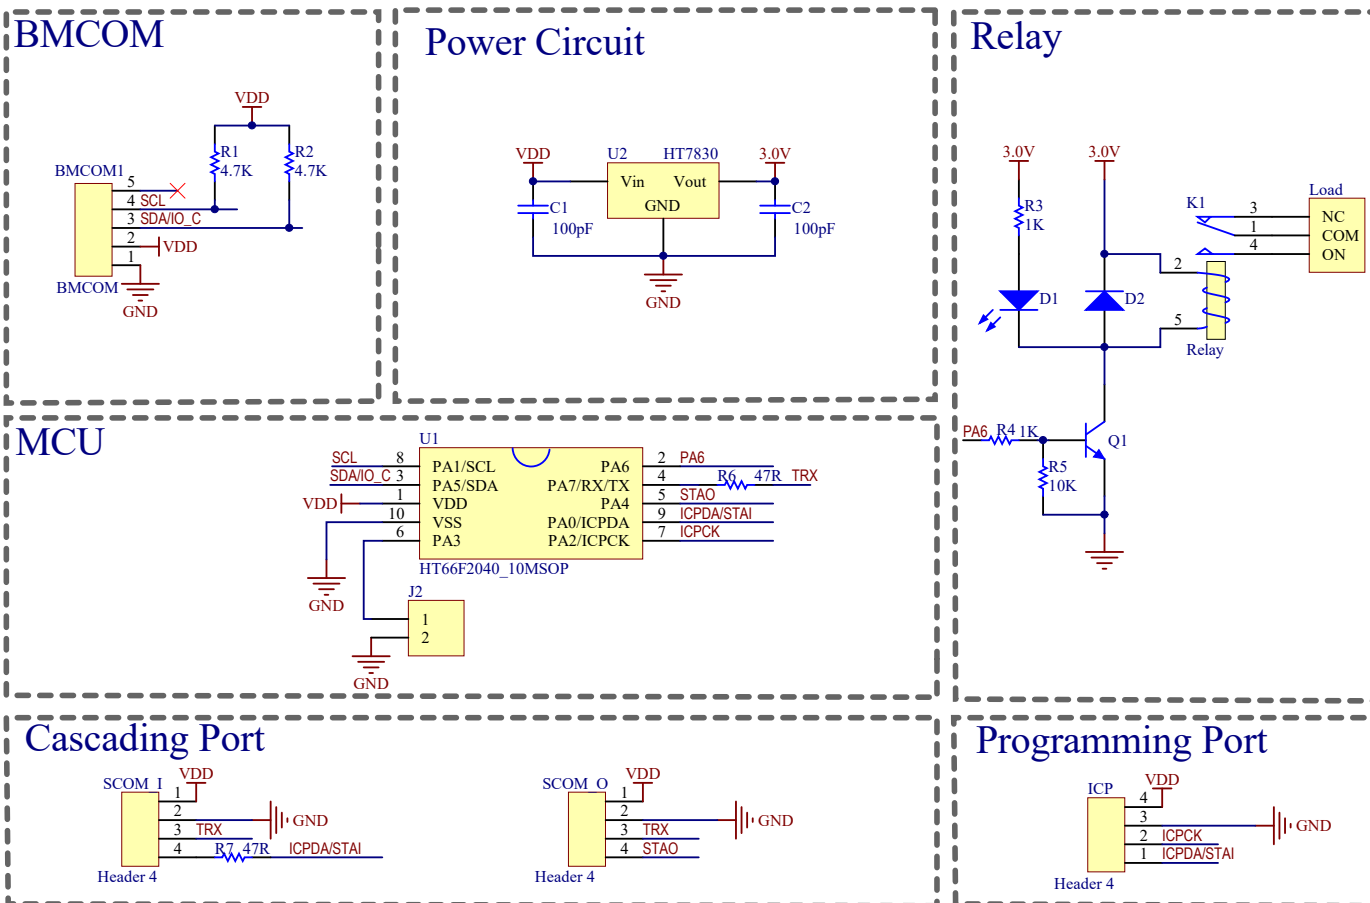 BMCOM
VDD
R1
4.7K
R2
4.7K
BMCOM1
5
4 SCL
3 SDA/IO_C
2 VDD
1
BMCOM
GND
Power Circuit
VDD
U2 HT7830
3.0V
Vin Vout
GND
C1
100pF
C2
100pF
GND
Relay
3.0V 3.0V
R3
1K
K1
Load
3 NC
1 COM
4 ON
2
D1
D2
5
Relay
PA6 R4 1K
Q1
R5
10K
MCU
U1
SCL 8 PA1/SCL PA6 2 PA6
SDA/IO_C 3 PA5/SDA PA7/RX/TX 4 R6 47R TRX
VDD 1 VDD PA4 5 STAO
10 VSS PA0/ICPDA 9 ICPDA/STAI
6 PA3 PA2/ICPCK 7 ICPCK
HT66F2040_10MSOP
GND
J2
1
2
GND
Cascading Port
SCOM_I
VDD
1
2 GND
3 TRX
4 R7 47R ICPDA/STAI
Header 4
SCOM_O
VDD
1
2 GND
3 TRX
4 STAO
Header 4
Programming Port
ICP
VDD
4
3 GND
2 ICPCK
1 ICPDA/STAI
Header 4